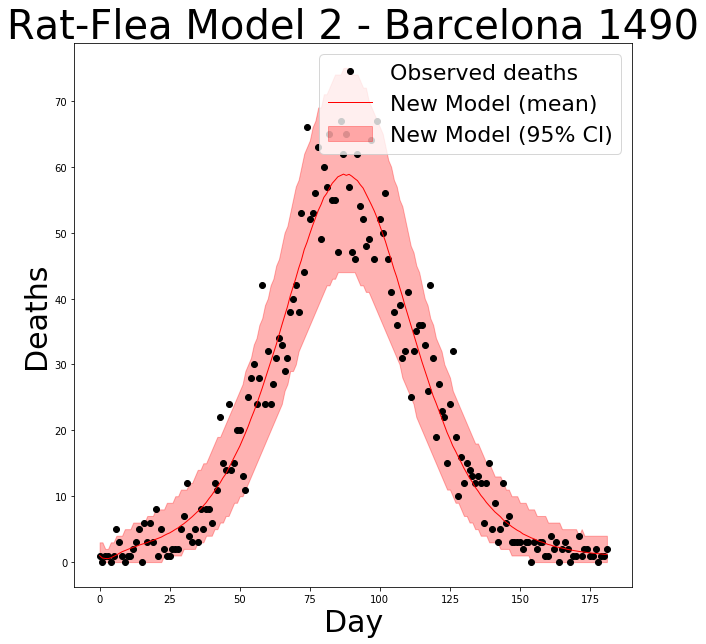 Rat-Flea Model 2 - Barcelona 1490
Observed deaths
New Model (mean)
New Model (95% CI)
Deaths
70
60
50
40
30
20
10
0
0 25 50 75 100 125 150 175
Day